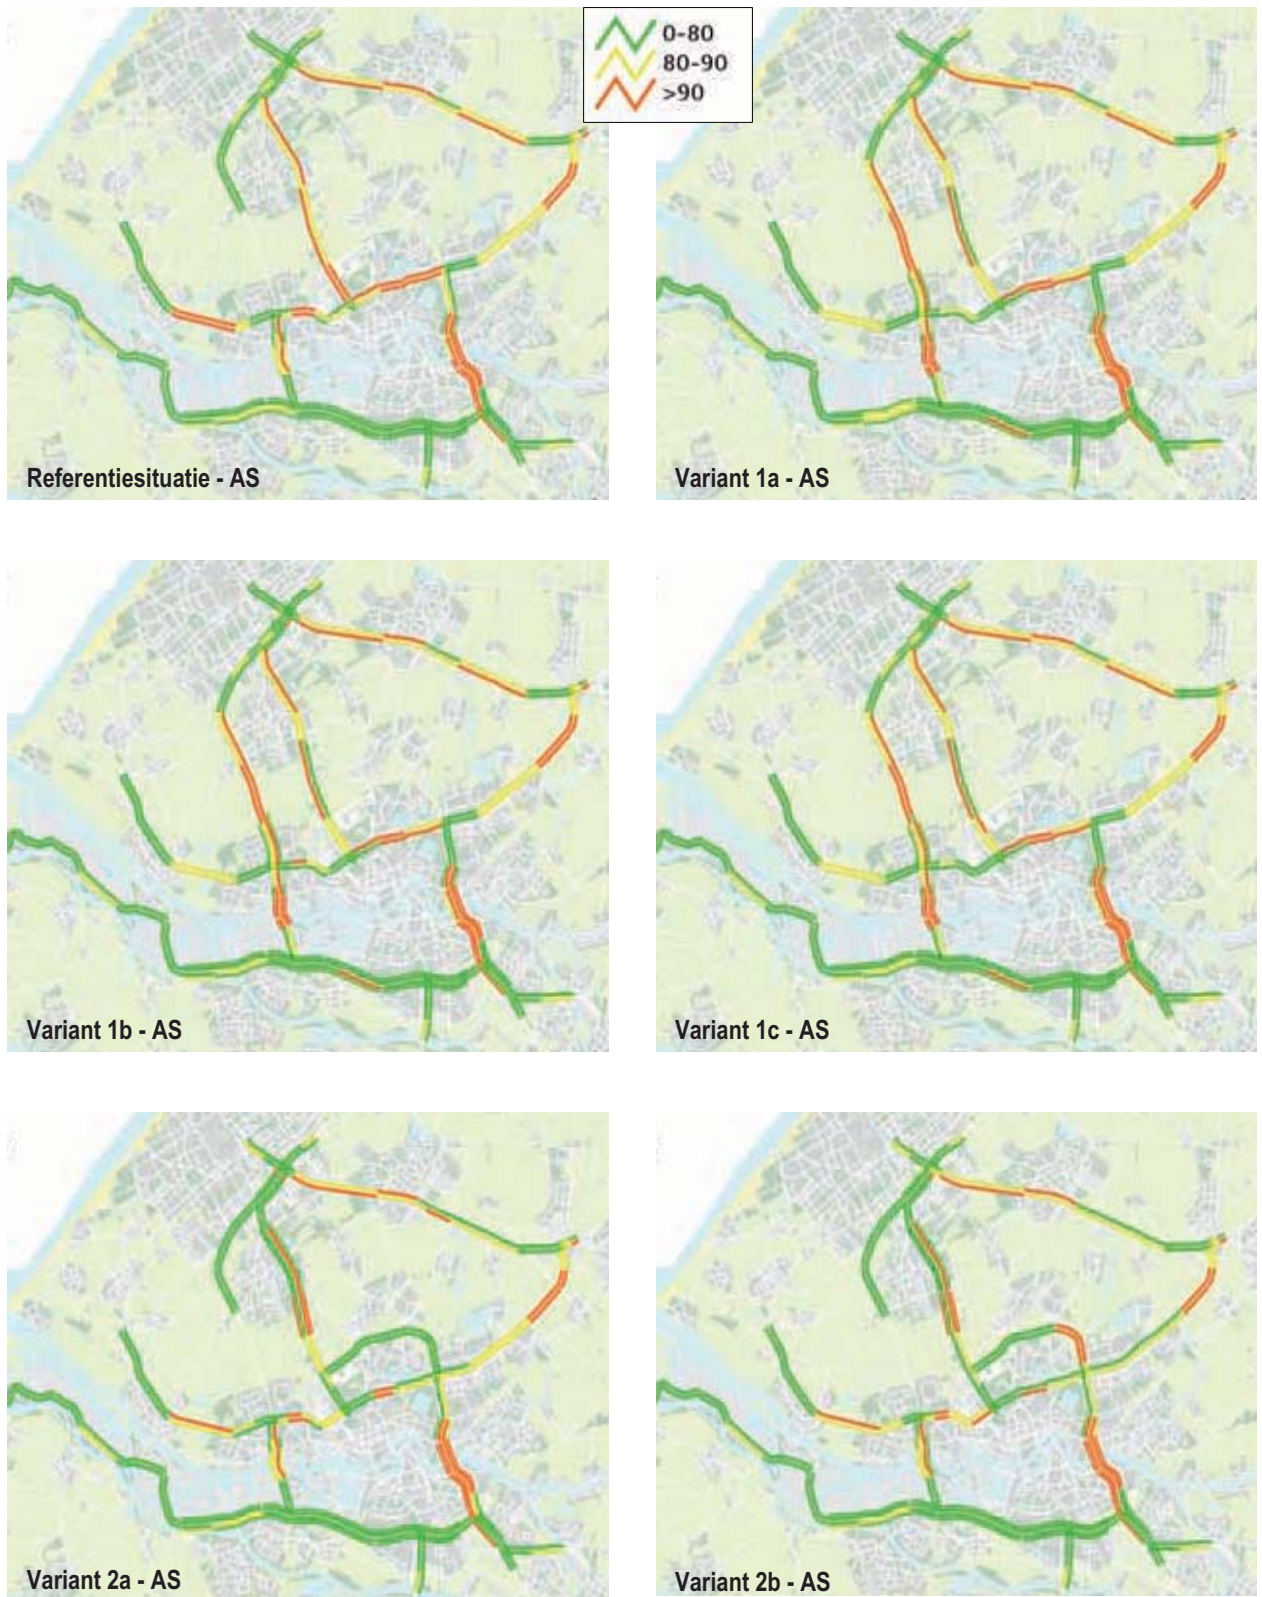 0-80
80-90
>90
Referentiesituatie - AS
Variant 1a - AS
Variant 1b - AS
Variant 1c - AS
Variant 2a - AS
Variant 2b - AS